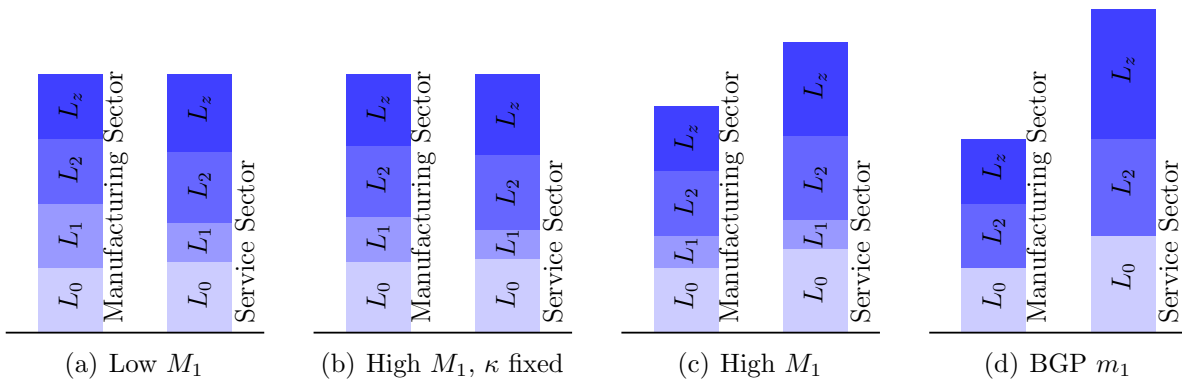 L_z
L_2
L_1
L_0
Manufacturing Sector
L_z
L_2
L_1
L_0
Service Sector
(a) Low M_1
L_z
L_2
L_1
L_0
Manufacturing Sector
L_z
L_2
L_1
L_0
Service Sector
(b) High M_1, κ fixed
L_z
L_2
L_1
L_0
Manufacturing Sector
L_z
L_2
L_1
L_0
Service Sector
(c) High M_1
L_z
L_2
L_0
Manufacturing Sector
L_z
L_2
L_0
Service Sector
(d) BGP m_1